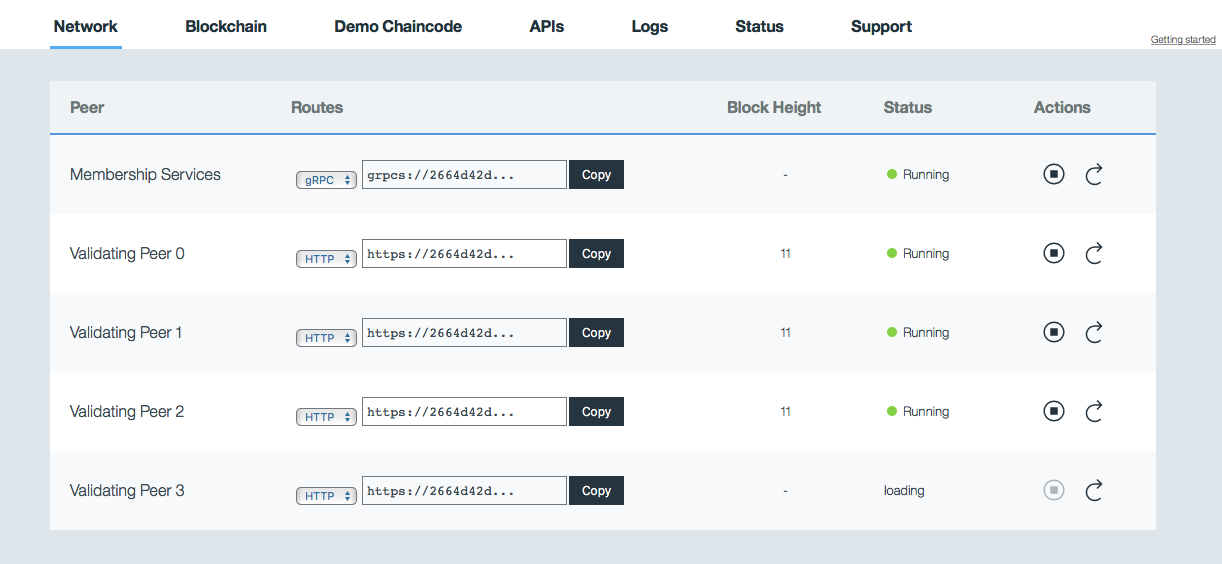 Network Blockchain Demo Chaincode APIs Logs Status Support
Getting started
Peer Routes Block Height Status Actions
Membership Services gRPC grpcs://2664d42d... Copy - Running
Validating Peer 0 HTTP https://2664d42d... Copy 11 Running
Validating Peer 1 HTTP https://2664d42d... Copy 11 Running
Validating Peer 2 HTTP https://2664d42d... Copy 11 Running
Validating Peer 3 HTTP https://2664d42d... Copy - loading